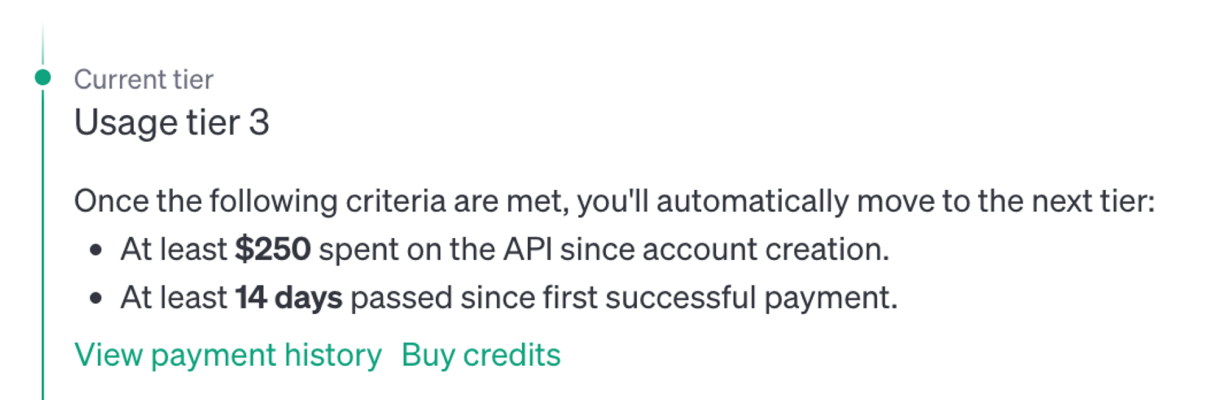 Current tier
Usage tier 3
Once the following criteria are met, you'll automatically move to the next tier:
• At least $250 spent on the API since account creation.
• At least 14 days passed since first successful payment.
View payment history Buy credits